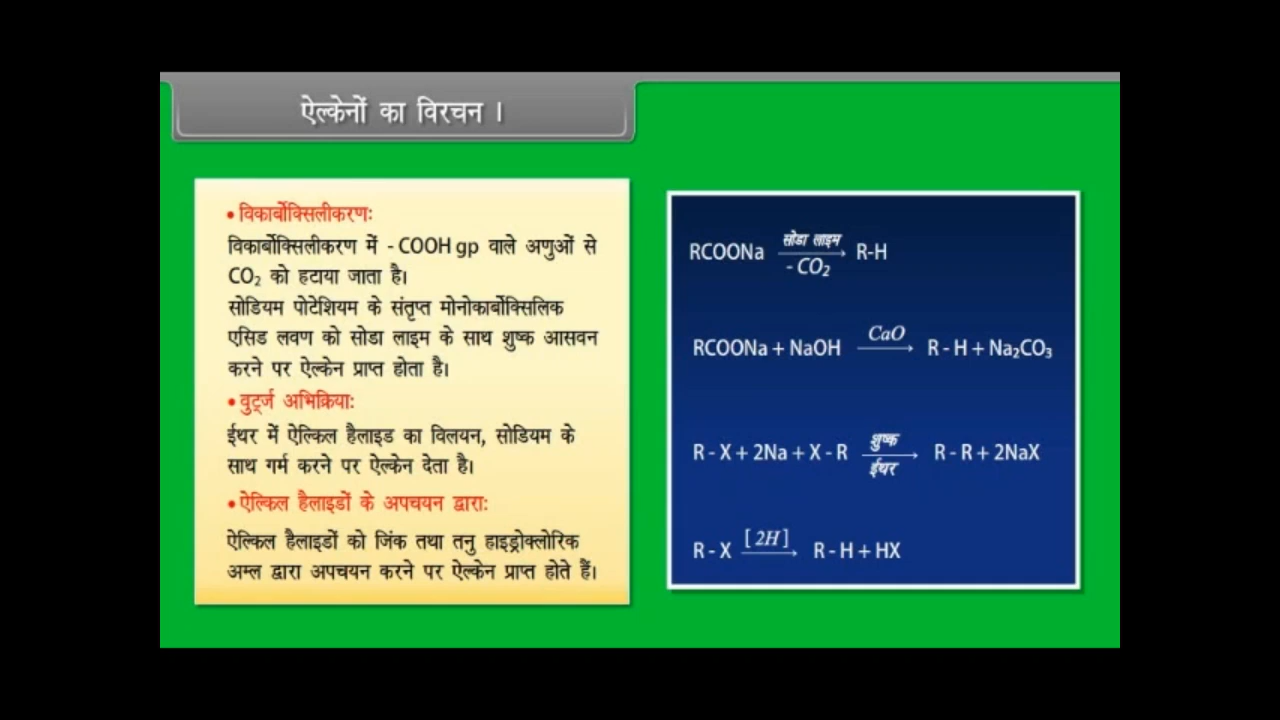 ऐल्केनों का विरचन ।
• विकार्बोक्सिलीकरणः
विकार्बोक्सिलीकरण में - COOH gp वाले अणुओं से
CO₂ को हटाया जाता है।
सोडियम पोटेशियम के संतृप्त मोनोकार्बोक्सिलिक
एसिड लवण को सोडा लाइम के साथ शुष्क आसवन
करने पर ऐल्केन प्राप्त होता है।
• वुर्ट्ज अभिक्रियाः
ईथर में ऐल्किल हैलाइड का विलयन, सोडियम के
साथ गर्म करने पर ऐल्केन देता है।
• ऐल्किल हैलाइडों के अपचयन द्वाराः
ऐल्किल हैलाइडों को जिंक तथा तनु हाइड्रोक्लोरिक
अम्ल द्वारा अपचयन करने पर ऐल्केन प्राप्त होते हैं।
सोडा लाइम
RCOONa ⟶ R-H
- CO₂
CaO
RCOONa + NaOH ⟶ R - H + Na₂CO₃
शुष्क
R - X + 2Na + X - R ⟶ R - R + 2NaX
ईथर
[ 2H ]
R - X ⟶ R - H + HX